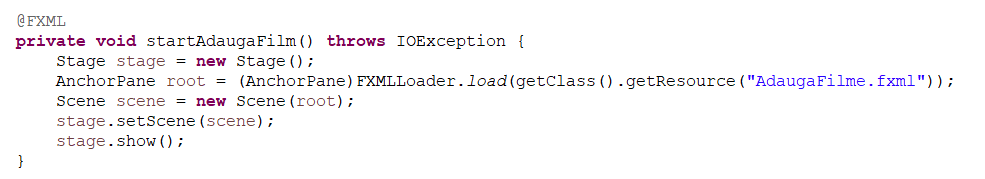 @FXML
private void startAdaugaFilm() throws IOException {
    Stage stage = new Stage();
    AnchorPane root = (AnchorPane)FXMLLoader.load(getClass().getResource("AdaugaFilme.fxml"));
    Scene scene = new Scene(root);
    stage.setScene(scene);
    stage.show();
}